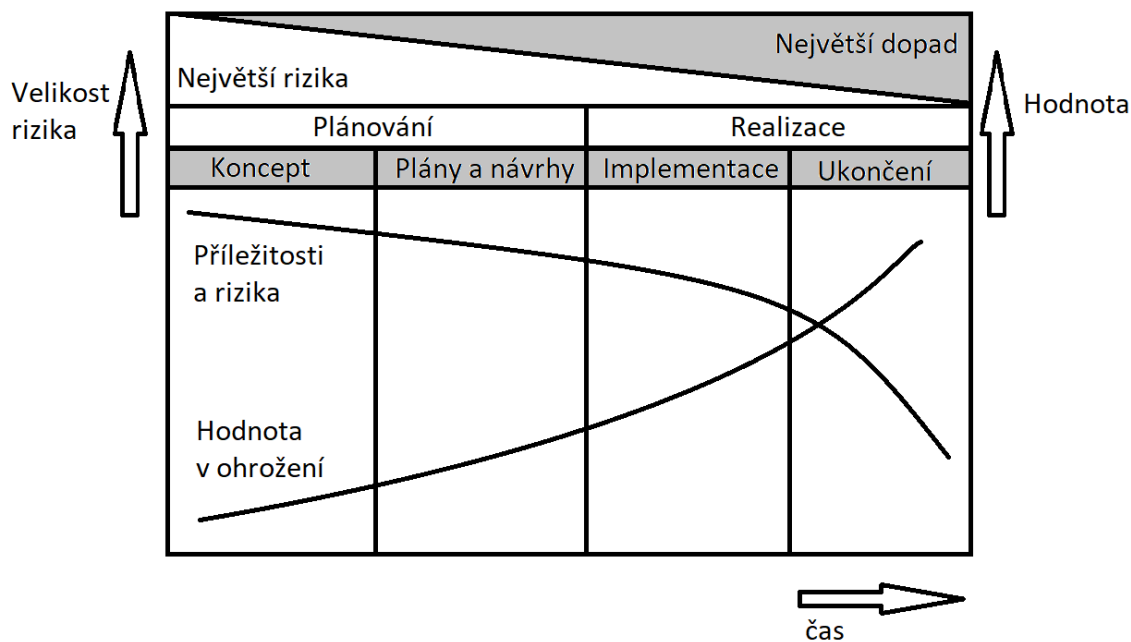 Největší dopad
Největší rizika
Velikost
rizika
Hodnota
Plánování
Realizace
Koncept
Plány a návrhy
Implementace
Ukončení
Příležitosti
a rizika
Hodnota
v ohrožení
čas